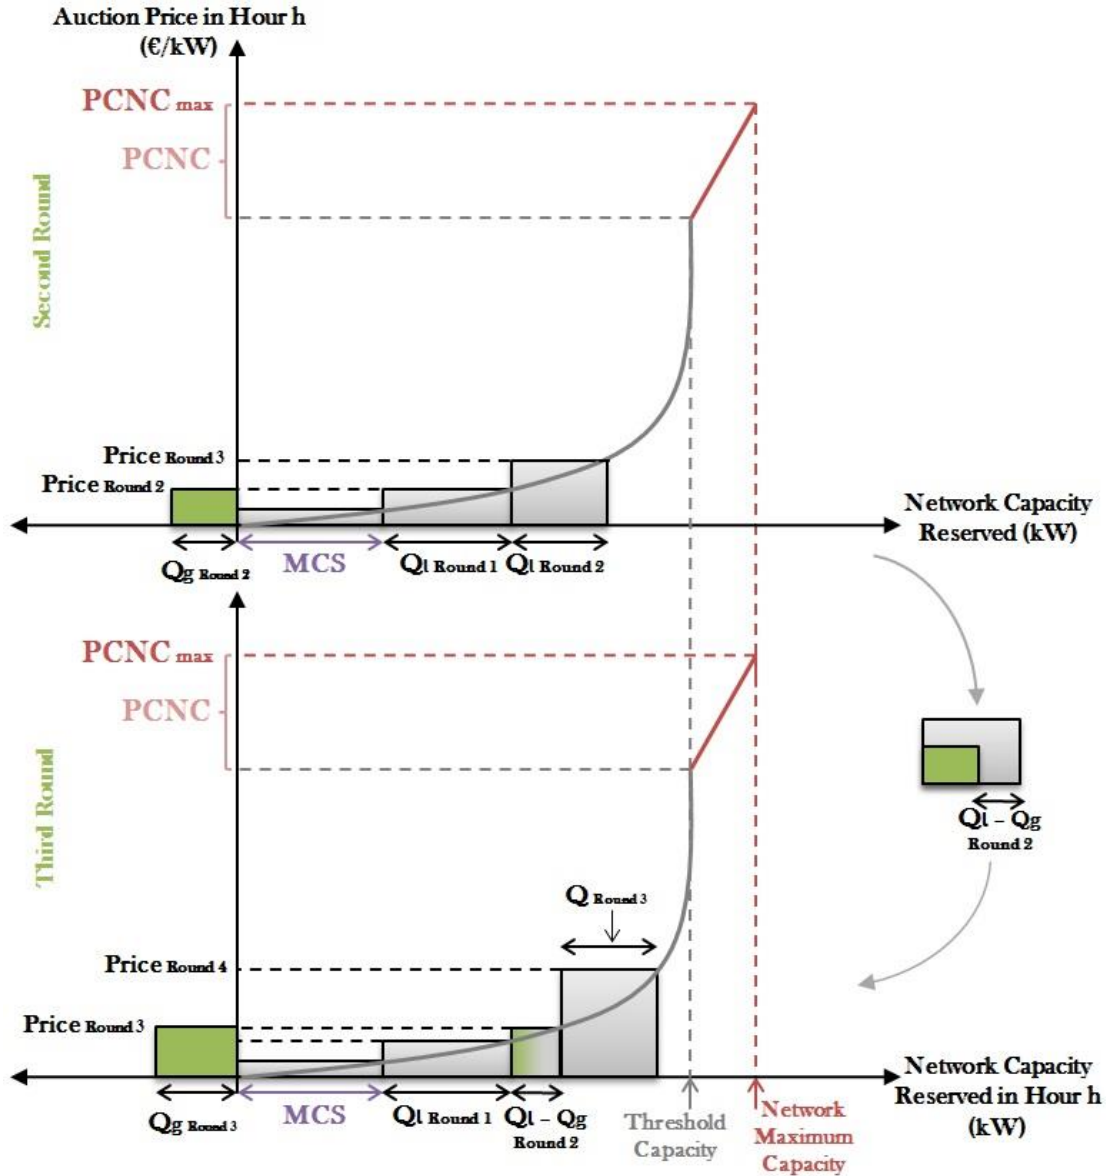 Auction Price in Hour h
(€/kW)
PCNC max
PCNC
Second Round
Price Round 3
Price Round 2
Network Capacity
Reserved (kW)
Qg Round 2
MCS
Ql Round 1
Ql Round 2
PCNC max
PCNC
Third Round
Ql – Qg
Round 2
Q Round 3
Price Round 4
Price Round 3
Network Capacity
Reserved in Hour h
(kW)
Qg Round 3
MCS
Ql Round 1
Ql – Qg
Round 2
Threshold
Capacity
Network
Maximum
Capacity